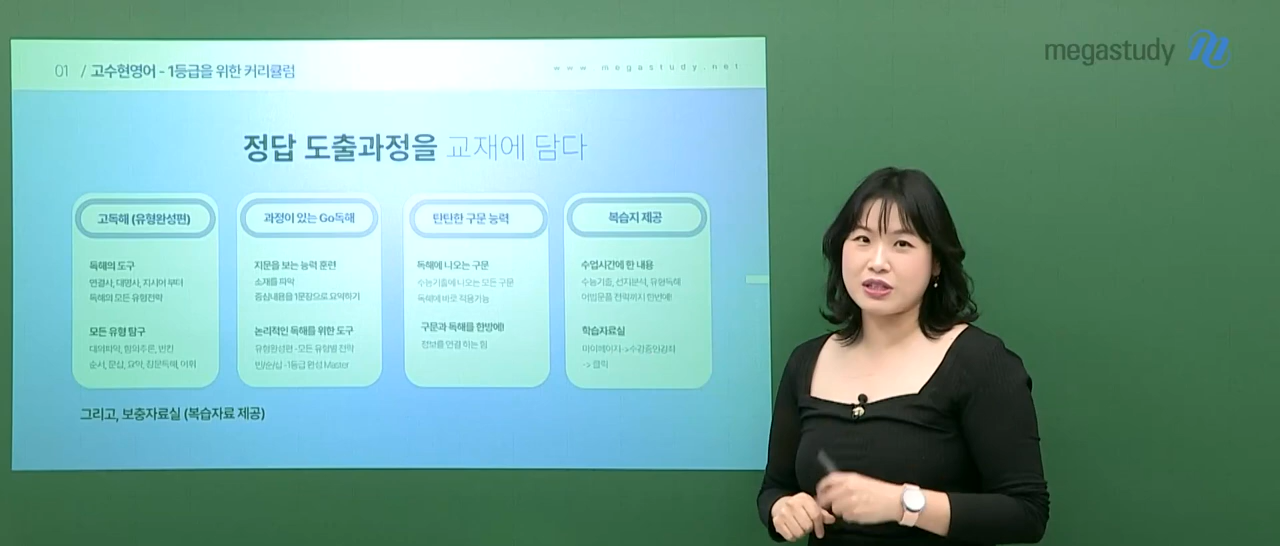 megastudy
01 / 고수현영어 - 1등급을 위한 커리큘럼
www.megastudy.net
정답 도출과정을 교재에 담다
고독해 (유형완성편)
독해의 도구
연결사, 대명사, 지시어 부터
독해의 모든 유형전략
모든 유형 탐구
대의파악, 함의추론, 빈칸
순서, 문삽, 요약, 장문독해, 어휘
과정이 있는 Go독해
지문을 보는 능력 훈련
소재를 파악
중심내용을 1문장으로 요약하기
논리적인 독해를 위한 도구
유형완성편 - 모든 유형별 전략
빈/순/삽 - 1등급 완성 Master
탄탄한 구문 능력
독해에 나오는 구문
수능기출에 나오는 모든 구문
독해에 바로 적용가능
구문과 독해를 한방에!
정보를 연결 하는 힘
복습지 제공
수업시간에 한 내용
수능기출, 선지분석, 유형독해
어법문풀 전략까지 한번에!
학습자료실
마이페이지->수강중인강좌
-> 클릭
그리고, 보충자료실 (복습자료 제공)